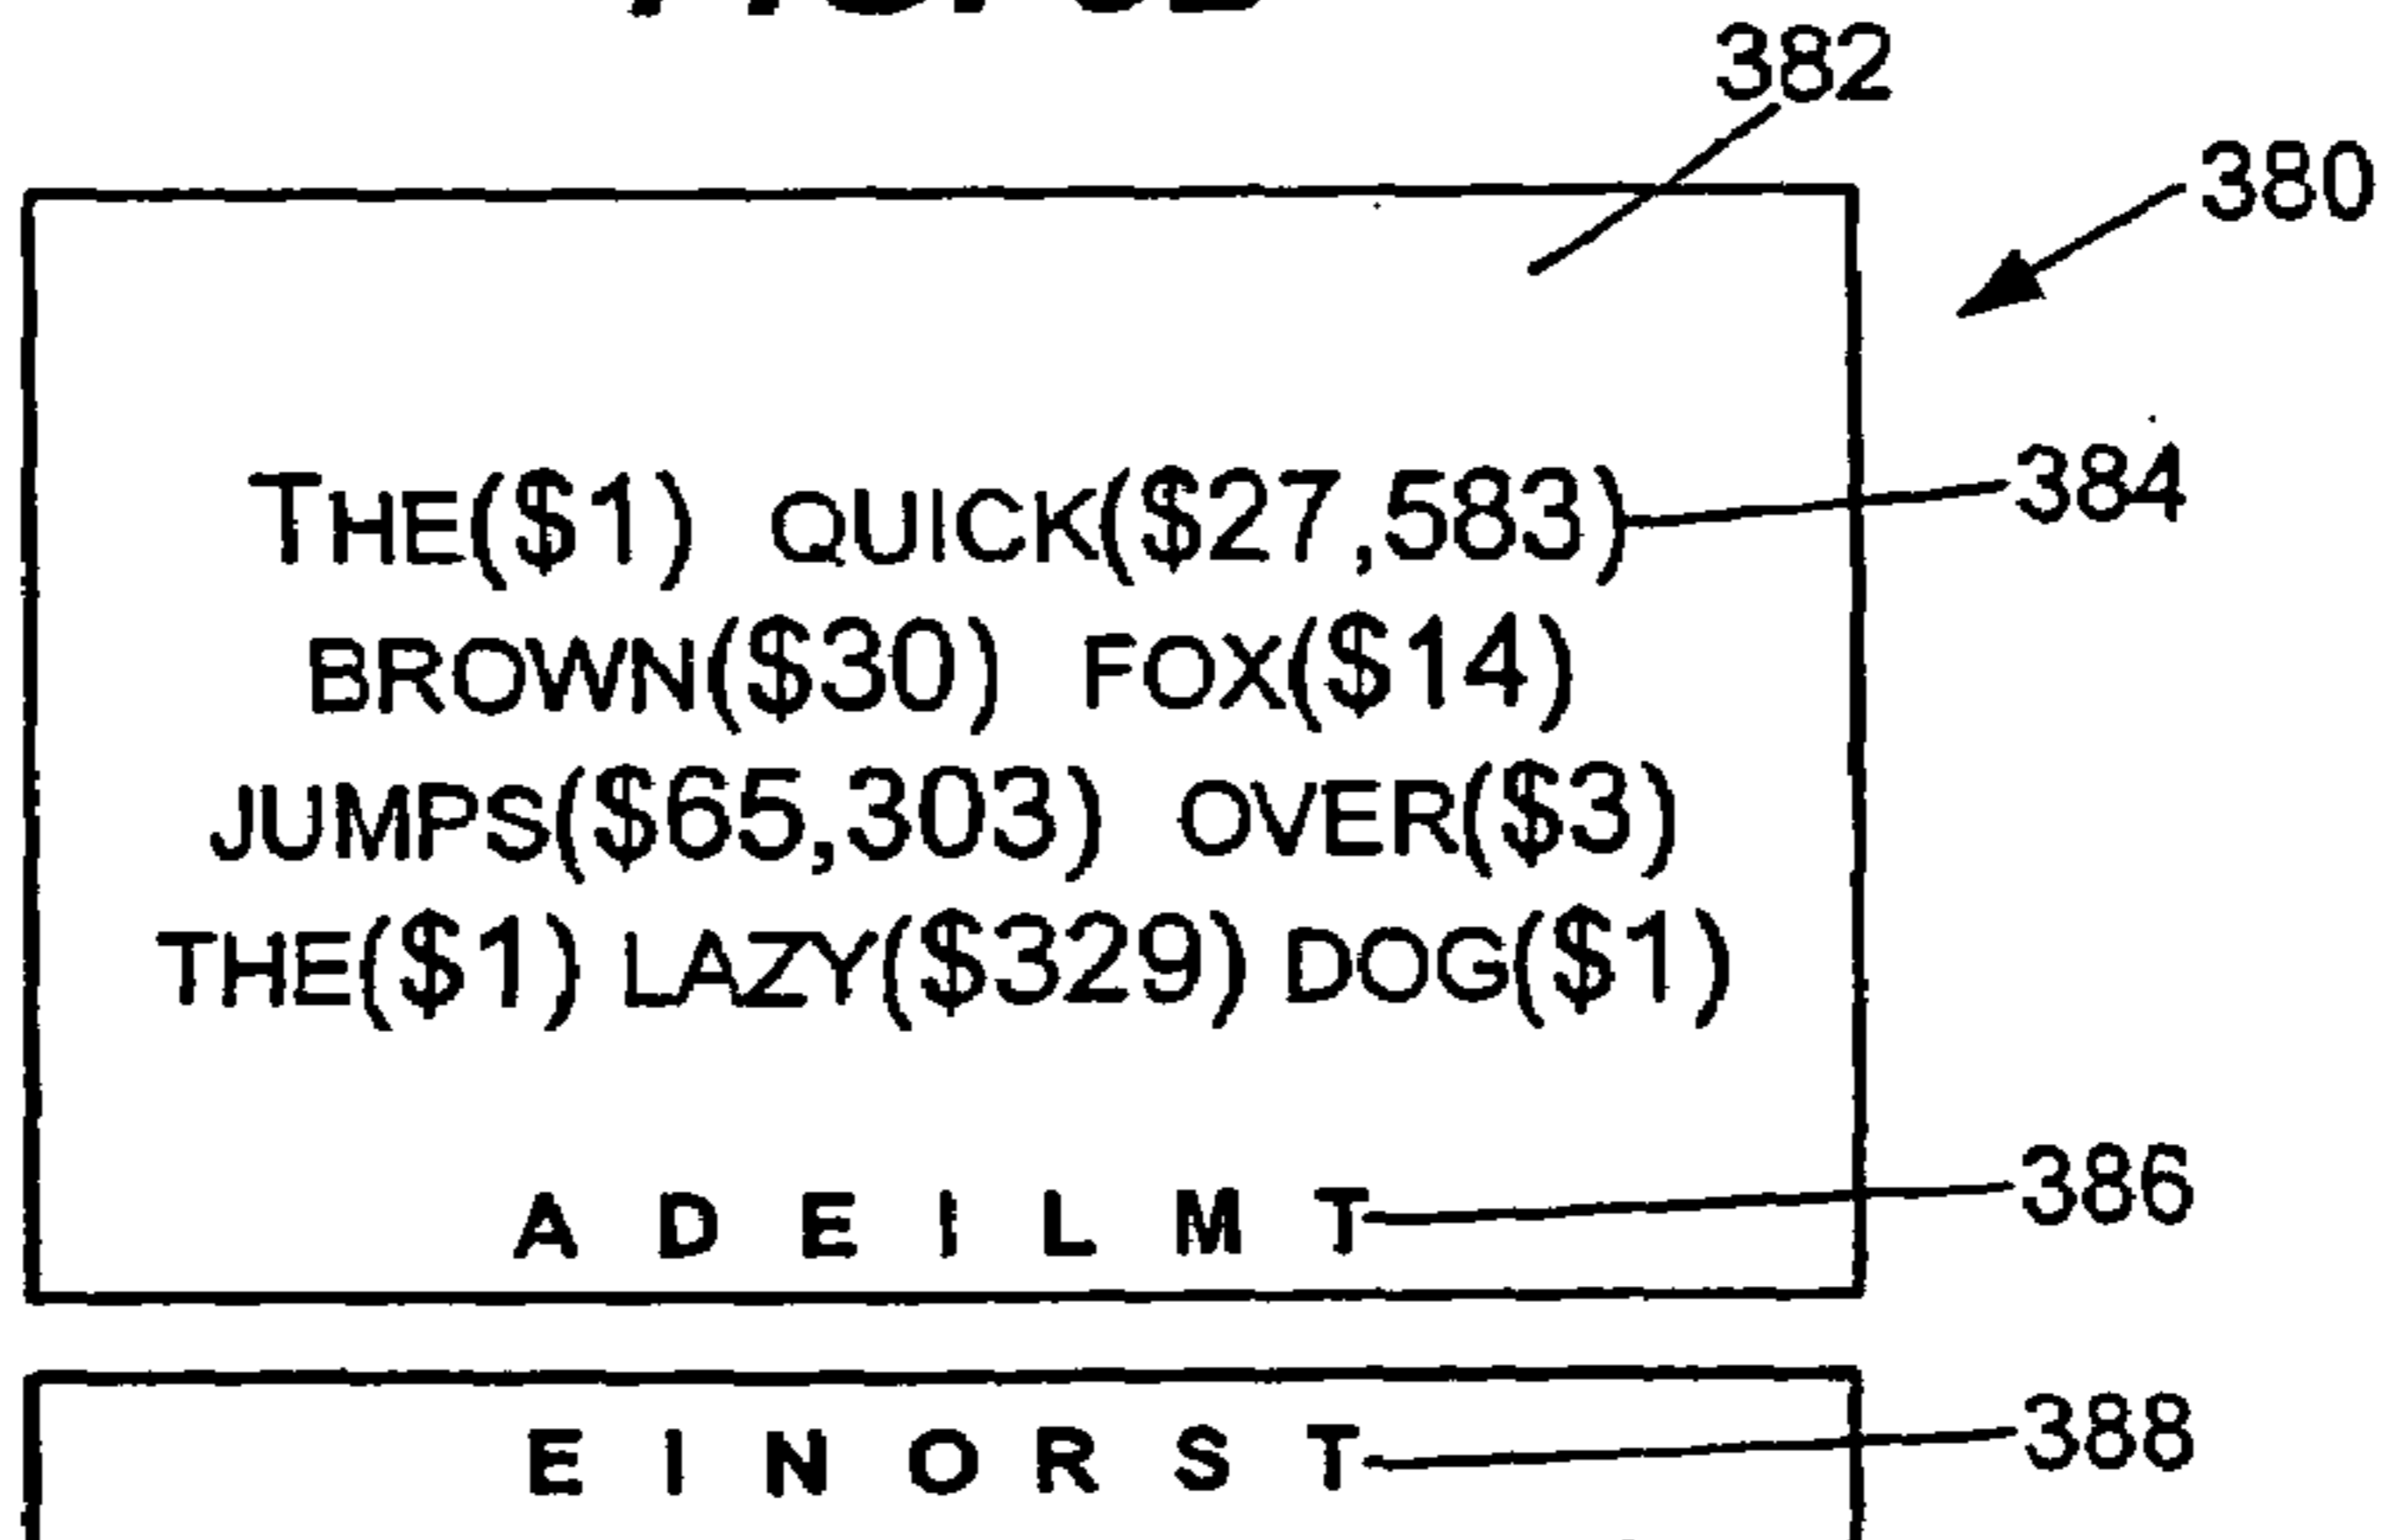 382
380
THE($1) QUICK($27,583)
384
BROWN($30) FOX($14)
JUMPS($65,303) OVER($3)
THE($1) LAZY($329) DOG($1)
A D E I L M T
386
E I N O R S T
388